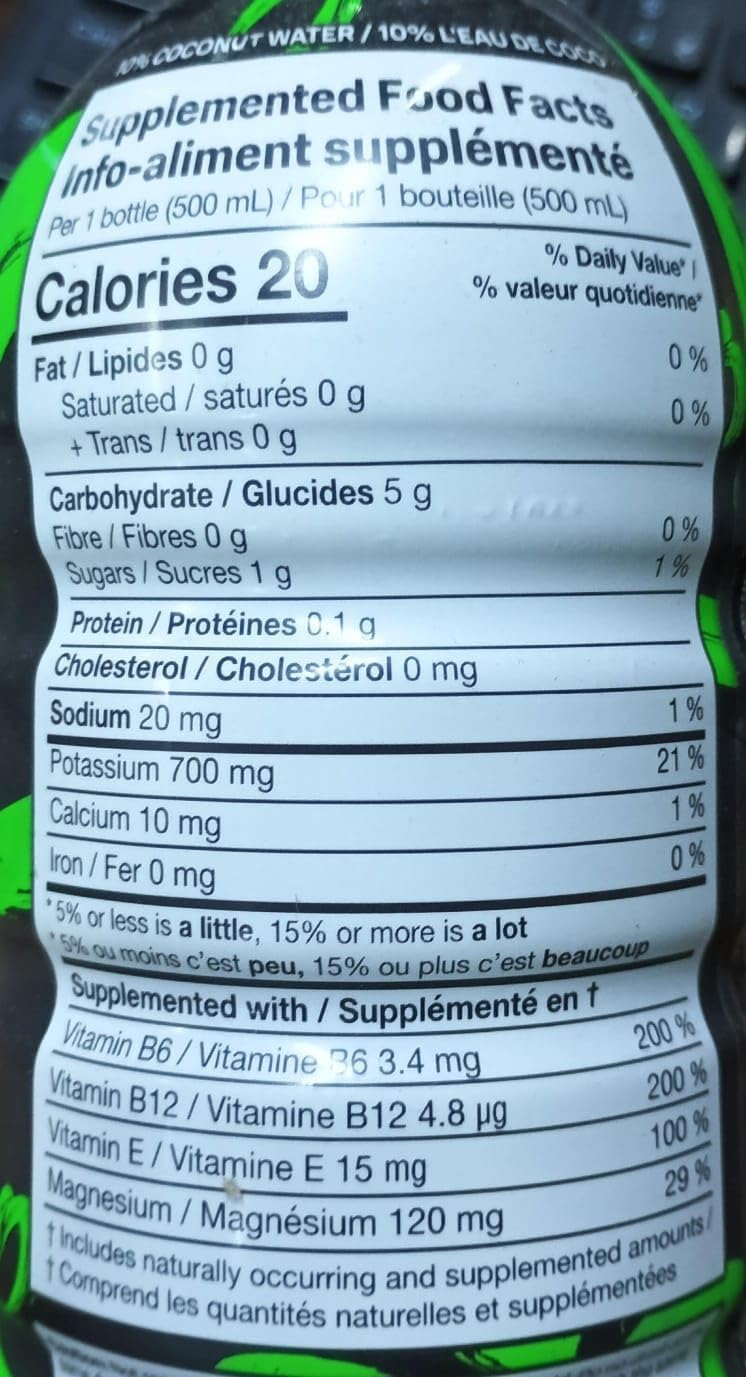 10% COCONUT WATER / 10% L'EAU DE COCO
Supplemented Food Facts
Info-aliment supplémenté
Per 1 bottle (500 mL) / Pour 1 bouteille (500 mL)
Calories 20
% Daily Value* /
% valeur quotidienne*
Fat / Lipides 0 g 0 %
Saturated / saturés 0 g
+ Trans / trans 0 g 0 %
Carbohydrate / Glucides 5 g
Fibre / Fibres 0 g 0 %
Sugars / Sucres 1 g 1 %
Protein / Protéines 0.1 g
Cholesterol / Cholestérol 0 mg
Sodium 20 mg 1 %
Potassium 700 mg 21 %
Calcium 10 mg 1 %
Iron / Fer 0 mg 0 %
*5% or less is a little, 15% or more is a lot
*5% ou moins c'est peu, 15% ou plus c'est beaucoup
Supplemented with / Supplémenté en †
Vitamin B6 / Vitamine B6 3.4 mg 200 %
Vitamin B12 / Vitamine B12 4.8 µg 200 %
Vitamin E / Vitamine E 15 mg 100 %
Magnesium / Magnésium 120 mg 29 %
† Includes naturally occurring and supplemented amounts /
† Comprend les quantités naturelles et supplémentées